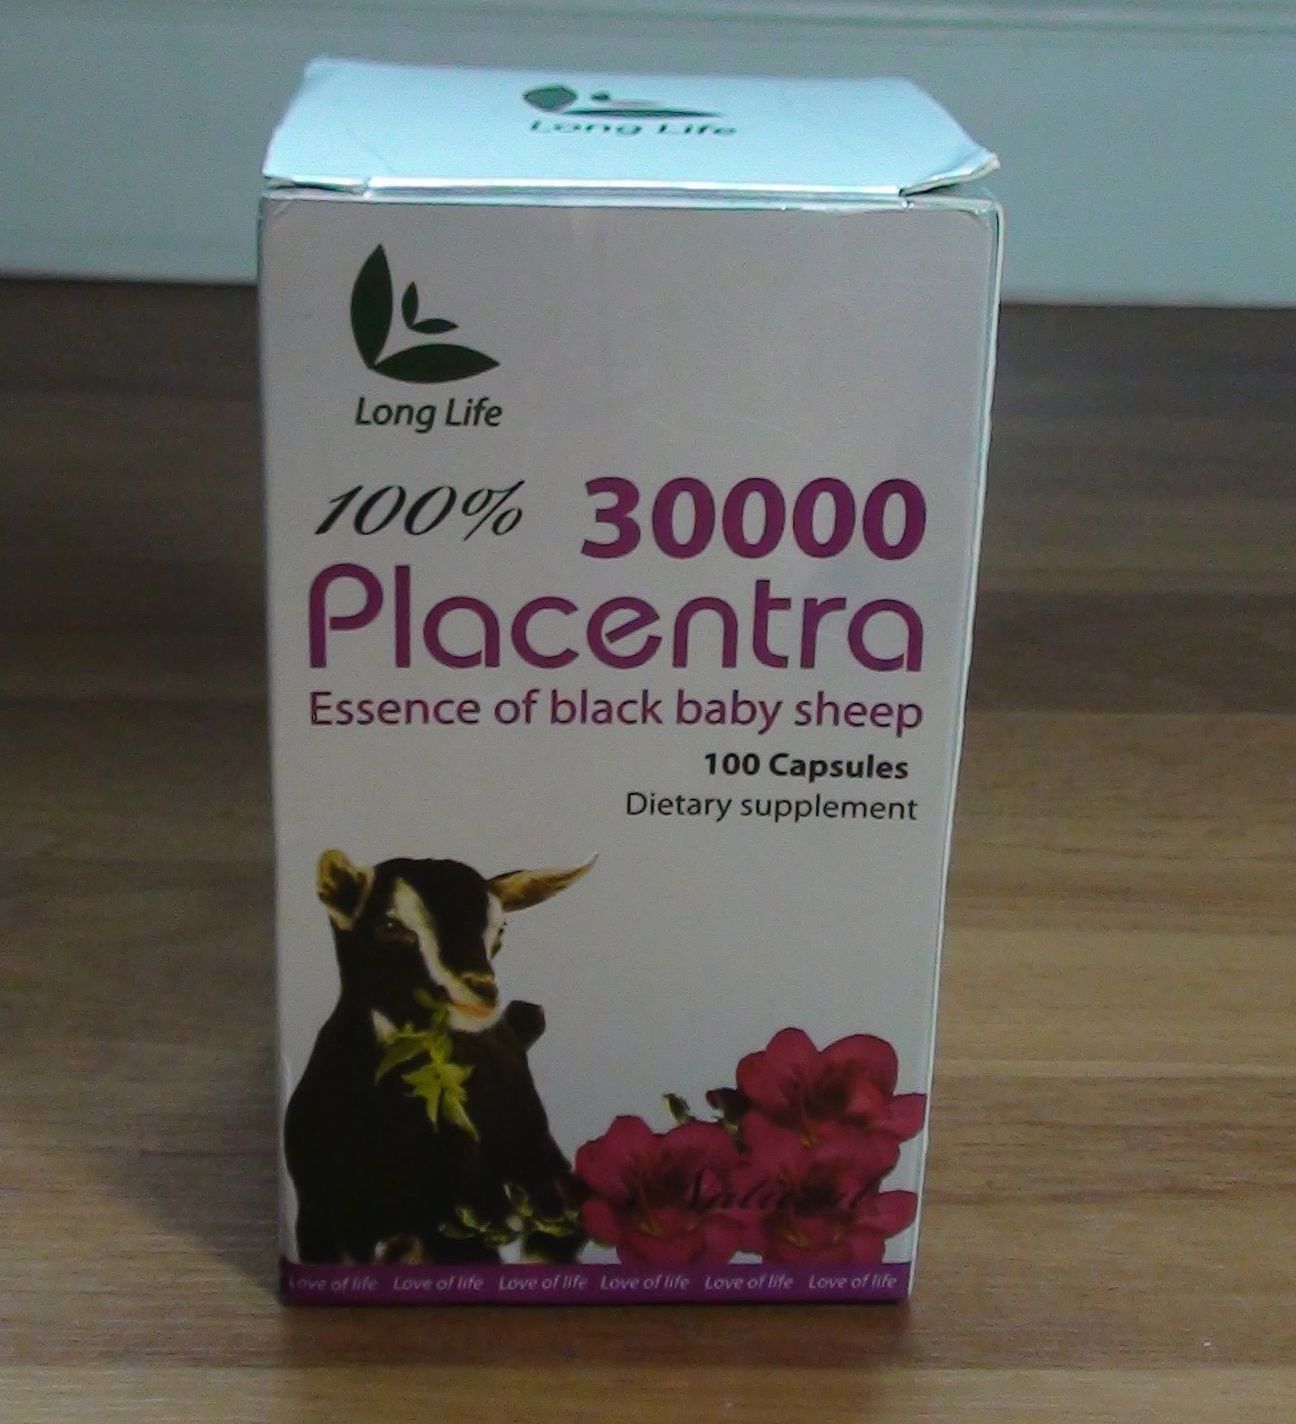 Long Life
Long Life
100% 30000
Placentra
Essence of black baby sheep
100 Capsules
Dietary supplement
Natural
Love of life Love of life Love of life Love of life Love of life Love of life